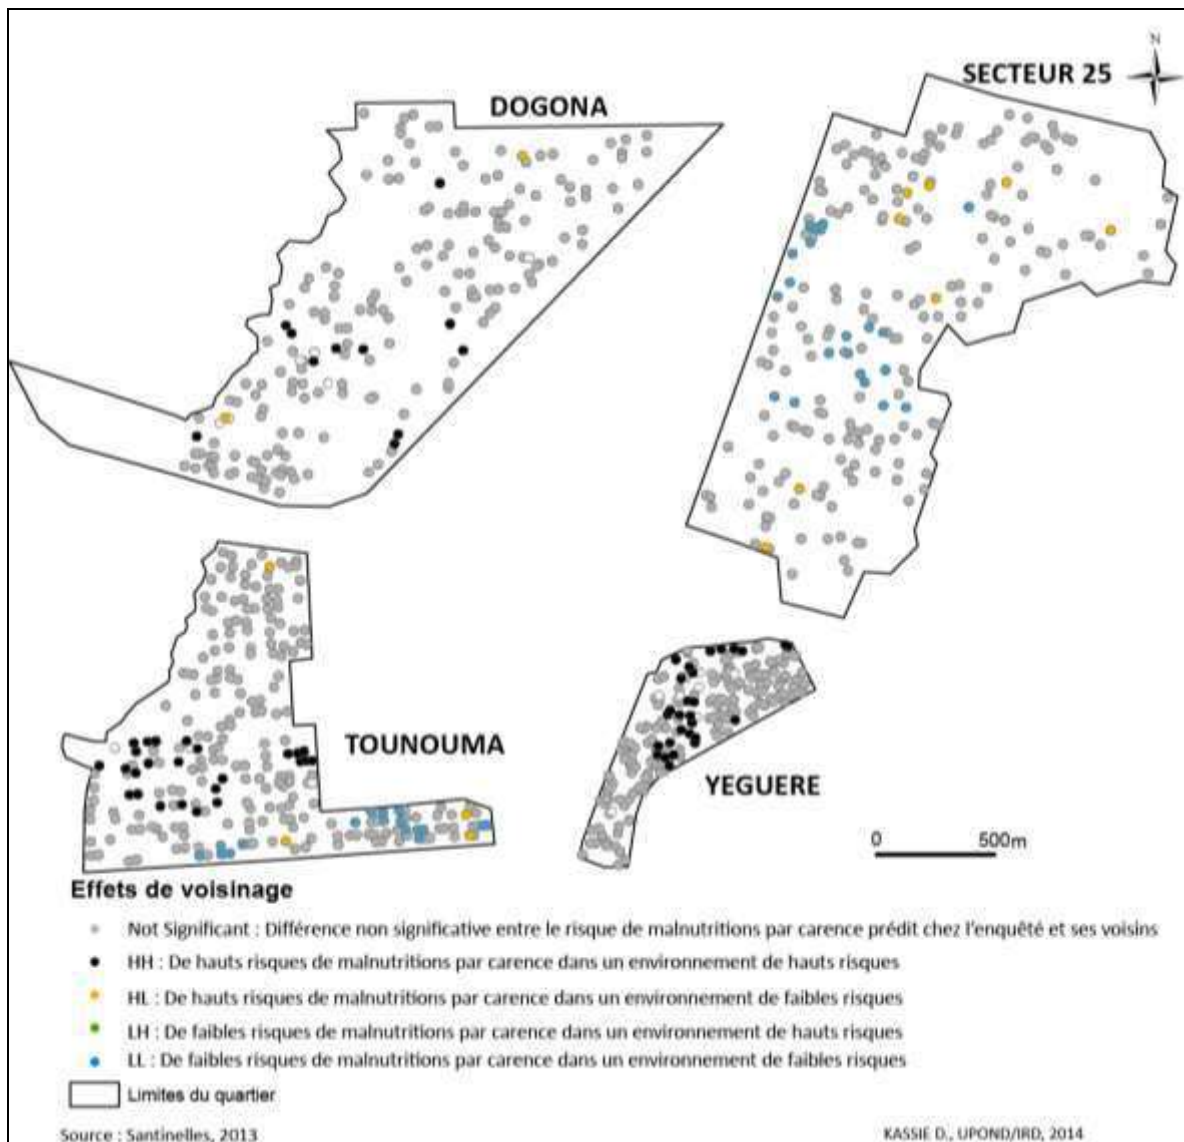 N
SECTEUR 25
DOGONA
TOUNOUMA
YEGUERE
0 500m
Effets de voisinage
Not Significant : Différence non significative entre le risque de malnutritions par carence prédit chez l'enquêté et ses voisins
HH : De hauts risques de malnutritions par carence dans un environnement de hauts risques
HL : De hauts risques de malnutritions par carence dans un environnement de faibles risques
LH : De faibles risques de malnutritions par carence dans un environnement de hauts risques
LL : De faibles risques de malnutritions par carence dans un environnement de faibles risques
Limites du quartier
Source : Santinelles, 2013
KASSIE D., UPOND/IRD, 2014